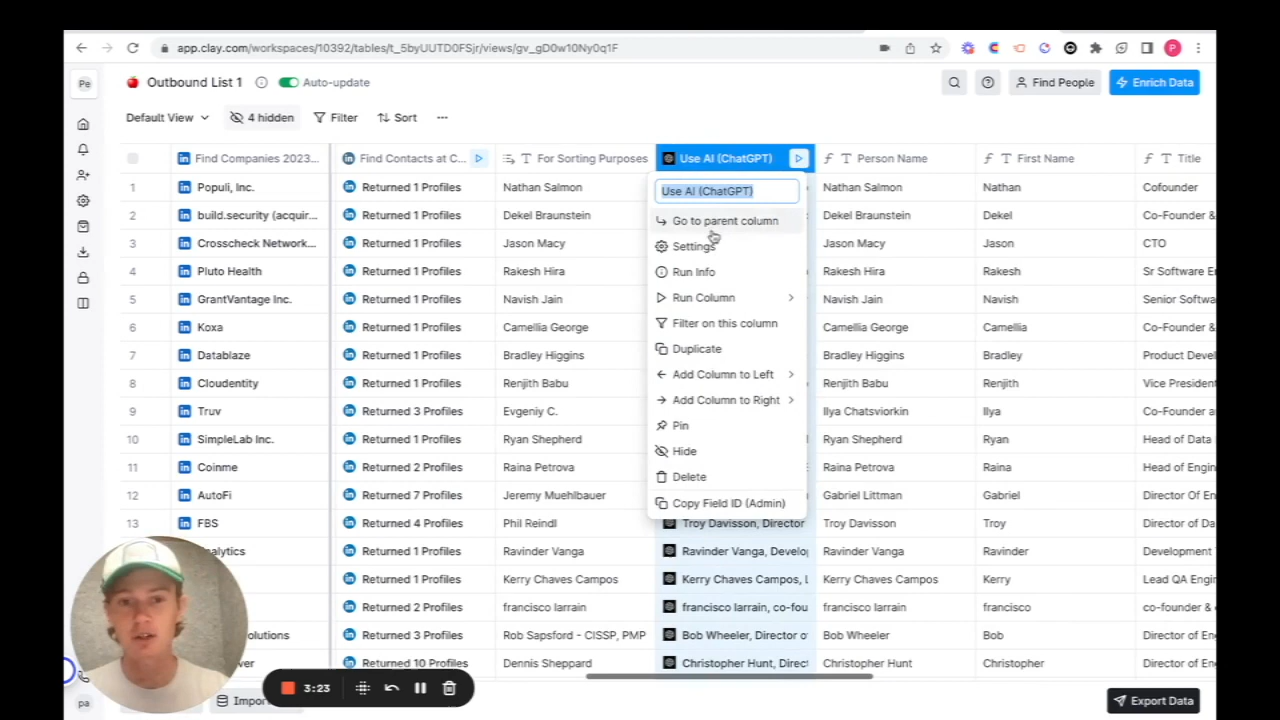 app.clay.com/workspaces/10392/tables/t_5byUUTD0FSjr/views/gv_gD0w10Ny0q1F
P
Pe
Outbound List 1
Auto-update
Find People
Enrich Data
Default View
4 hidden
Filter
Sort
Find Companies 2023...
Find Contacts at C...
For Sorting Purposes
Use AI (ChatGPT)
Person Name
First Name
Title
1 Populi, Inc. Returned 1 Profiles Nathan Salmon Nathan Salmon Nathan Cofounder
2 build.security (acquir... Returned 1 Profiles Dekel Braunstein Dekel Braunstein Dekel Co-Founder &
3 Crosscheck Network... Returned 1 Profiles Jason Macy Jason Macy Jason CTO
4 Pluto Health Returned 1 Profiles Rakesh Hira Rakesh Hira Rakesh Sr Software E
5 GrantVantage Inc. Returned 1 Profiles Navish Jain Navish Jain Navish Senior Softwa
6 Koxa Returned 1 Profiles Camellia George Camellia George Camellia Co-Founder &
7 Datablaze Returned 1 Profiles Bradley Higgins Bradley Higgins Bradley Product Deve
8 Cloudentity Returned 1 Profiles Renjith Babu Renjith Babu Renjith Vice President
9 Truv Returned 3 Profiles Evgeniy C. Ilya Chatsviorkin Ilya Co-Founder a
10 SimpleLab Inc. Returned 1 Profiles Ryan Shepherd Ryan Shepherd Ryan Head of Data
11 Coinme Returned 2 Profiles Raina Petrova Raina Petrova Raina Head of Engin
12 AutoFi Returned 7 Profiles Jeremy Muehlbauer Gabriel Littman Gabriel Director Of En
13 FBS Returned 4 Profiles Phil Reindl Troy Davisson, Director Troy Davisson Troy Director of Da
nalytics Returned 1 Profiles Ravinder Vanga Ravinder Vanga, Develo Ravinder Vanga Ravinder Development
Returned 1 Profiles Kerry Chaves Campos Kerry Chaves Campos, L Kerry Chaves Campos Kerry Lead QA Engin
Returned 2 Profiles francisco larrain francisco larrain, co-fou francisco larrain francisco co-founder &
olutions Returned 3 Profiles Rob Sapsford - CISSP, PMP Bob Wheeler, Director o Bob Wheeler Bob Director of En
ver Returned 10 Profiles Dennis Sheppard Christopher Hunt, Direct Christopher Hunt Christopher Director of En
Use AI (ChatGPT)
Go to parent column
Settings
Run Info
Run Column
Filter on this column
Duplicate
Add Column to Left
Add Column to Right
Pin
Hide
Delete
Copy Field ID (Admin)
3:23
pa
Impor
Export Data